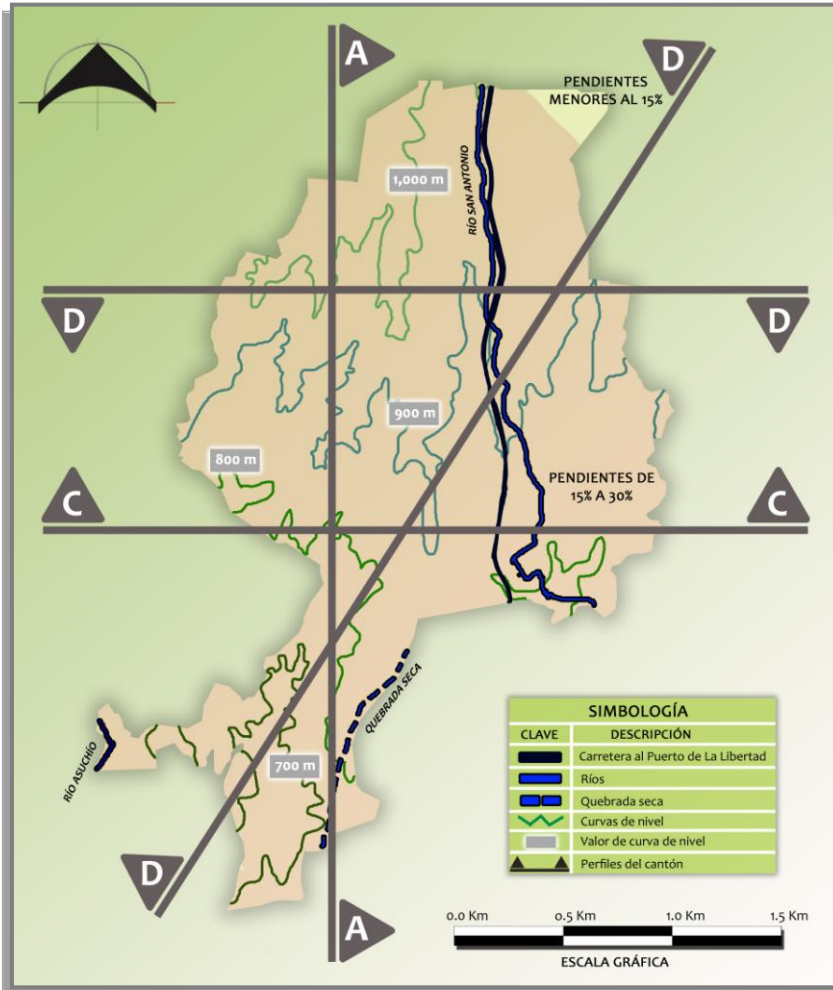 A
D
PENDIENTES
MENORES AL 15%
1,000 m
RÍO SAN ANTONIO
D
D
900 m
800 m
PENDIENTES DE
15% A 30%
C
C
QUEBRADA SECA
RÍO ASUCHÍO
700 m
D
A
SIMBOLOGÍA
CLAVE DESCRIPCIÓN
Carretera al Puerto de La Libertad
Ríos
Quebrada seca
Curvas de nivel
Valor de curva de nivel
Perfiles del cantón
0.0 Km 0.5 Km 1.0 Km 1.5 Km
ESCALA GRÁFICA